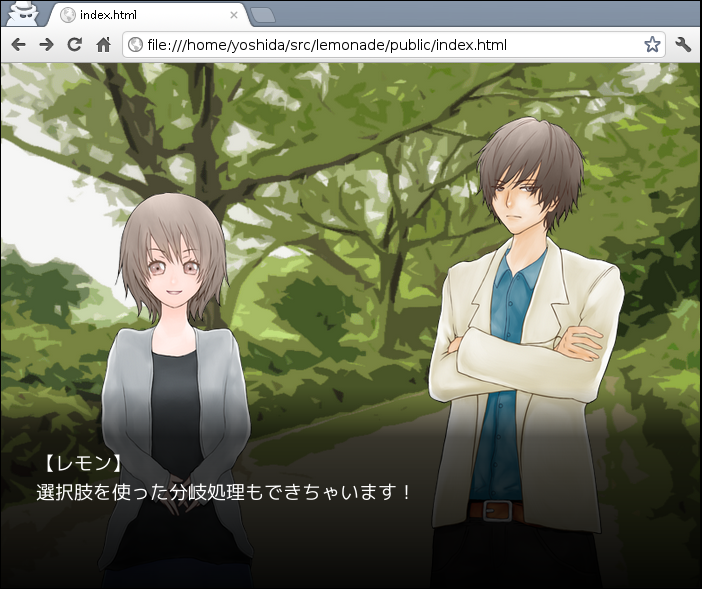 index.html
file:///home/yoshida/src/lemonade/public/index.html
【レモン】
選択肢を使った分岐処理もできちゃいます！